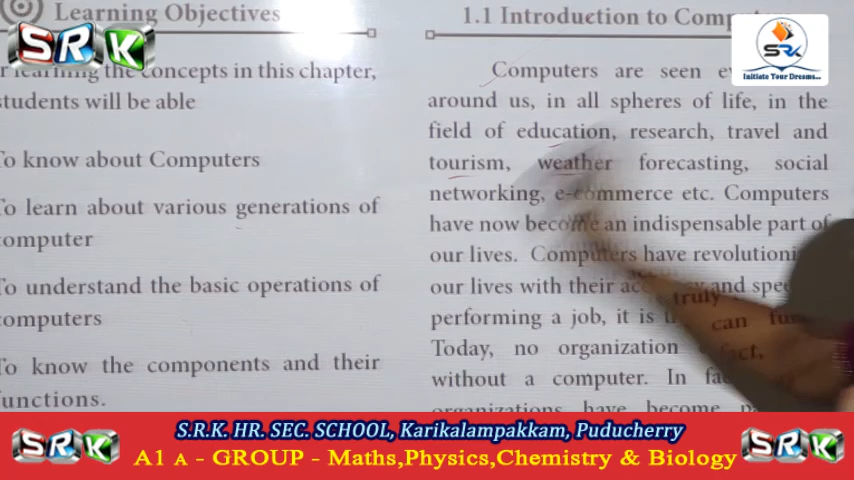 Learning Objectives
the concepts in this chapter,
students will be able
To know about Computers
To learn about various generations of
computer
To understand the basic operations of
computers
To know the components and their
functions.
1.1 Introduction to
Computers are seen
around us, in all spheres of life, in the
field of education, research, travel and
tourism, weather forecasting, social
networking, e-commerce etc. Computers
have now become an indispensable part of
our lives. Computers have
our lives with their and
performing a job, it is truly
can
Today, no organization
without a computer. In
organizations have become
SRK
SRK
Initiate Your Dreams...
S.R.K. HR. SEC. SCHOOL, Karikalampakkam, Puducherry
A1 A - GROUP - Maths,Physics,Chemistry & Biology
SRK
SRK